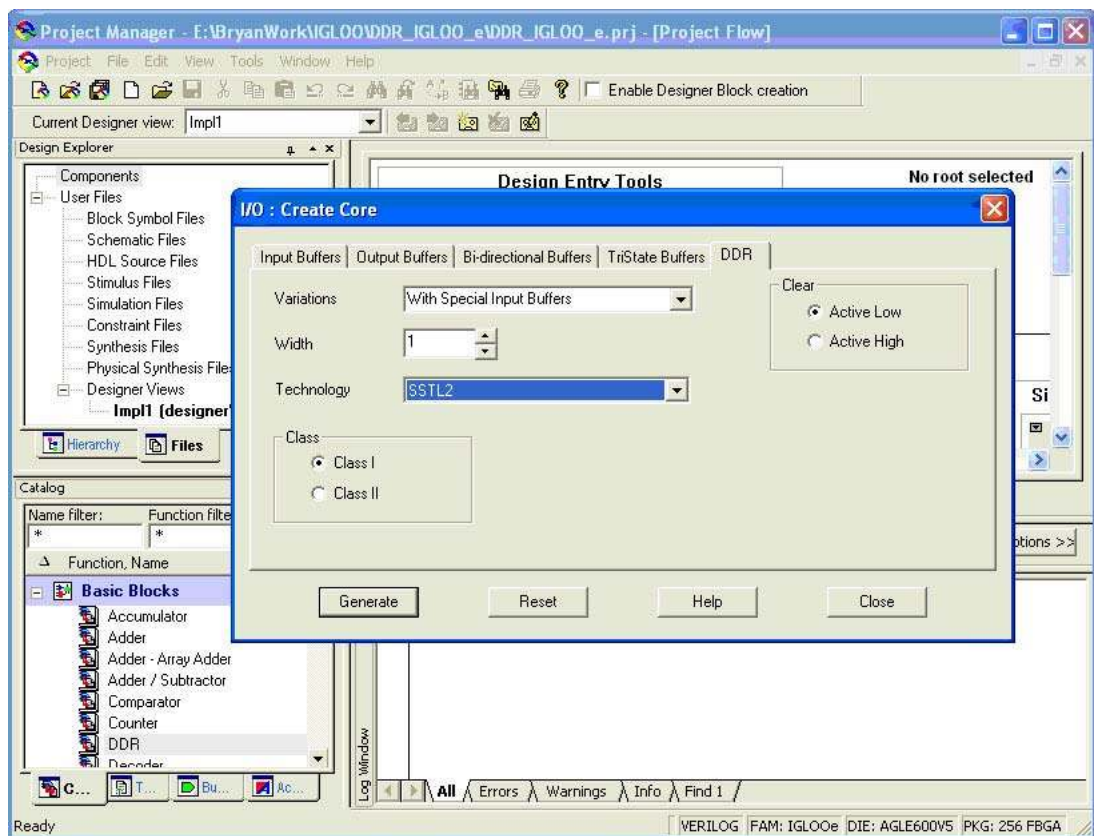 Project Manager - E:\BryanWork\IGLOO\DDR_IGLOO_e\DDR_IGLOO_e.prj - [Project Flow]
Project File Edit View Tools Window Help
Enable Designer Block creation
Current Designer view: Impl1
Design Explorer
Components
User Files
Block Symbol Files
Schematic Files
HDL Source Files
Stimulus Files
Simulation Files
Constraint Files
Synthesis Files
Physical Synthesis File
Designer Views
Impl1 (designer
Hierarchy Files
Design Entry Tools
No root selected
Si
I/O : Create Core
Input Buffers Output Buffers Bi-directional Buffers TriState Buffers DDR
Variations With Special Input Buffers
Width 1
Technology SSTL2
Class
Class I
Class II
Clear
Active Low
Active High
Generate Reset Help Close
ptions >>
Catalog
Name filter: Function filte
* *
Function, Name
Basic Blocks
Accumulator
Adder
Adder - Array Adder
Adder / Subtractor
Comparator
Counter
DDR
Decoder
C... T... Bu... Ac...
Log Window
All Errors Warnings Info Find 1
Ready
VERILOG FAM: IGLOOe DIE: AGLE600V5 PKG: 256 FBGA